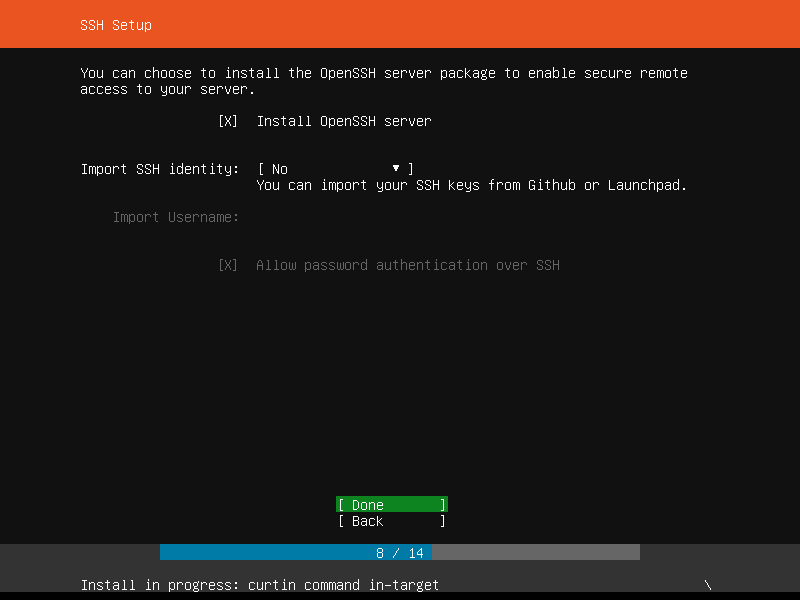 SSH Setup
You can choose to install the OpenSSH server package to enable secure remote
access to your server.
[X] Install OpenSSH server
Import SSH identity: [ No ▾ ]
You can import your SSH keys from Github or Launchpad.
Import Username:
[X] Allow password authentication over SSH
[ Done ]
[ Back ]
8 / 14
Install in progress: curtin command in-target \